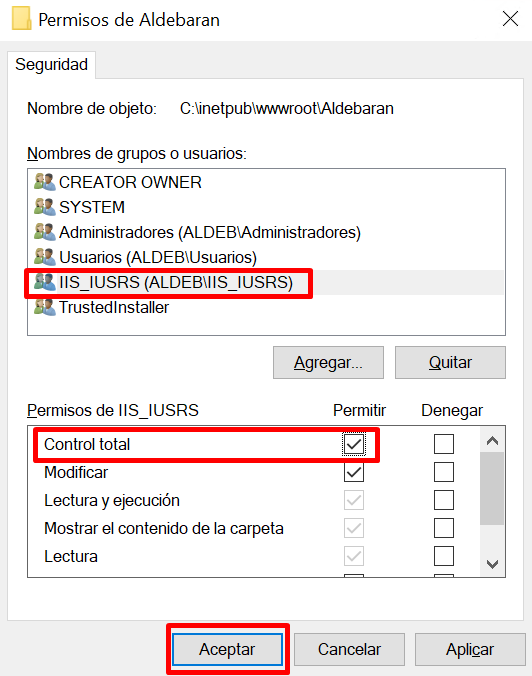 Permisos de Aldebaran
Seguridad
Nombre de objeto: C:\inetpub\wwwroot\Aldebaran
Nombres de grupos o usuarios:
CREATOR OWNER
SYSTEM
Administradores (ALDEB\Administradores)
Usuarios (ALDEB\Usuarios)
IIS_IUSRS (ALDEB\IIS_IUSRS)
TrustedInstaller
Agregar... Quitar
Permisos de IIS_IUSRS Permitir Denegar
Control total
Modificar
Lectura y ejecución
Mostrar el contenido de la carpeta
Lectura
Aceptar Cancelar Aplicar